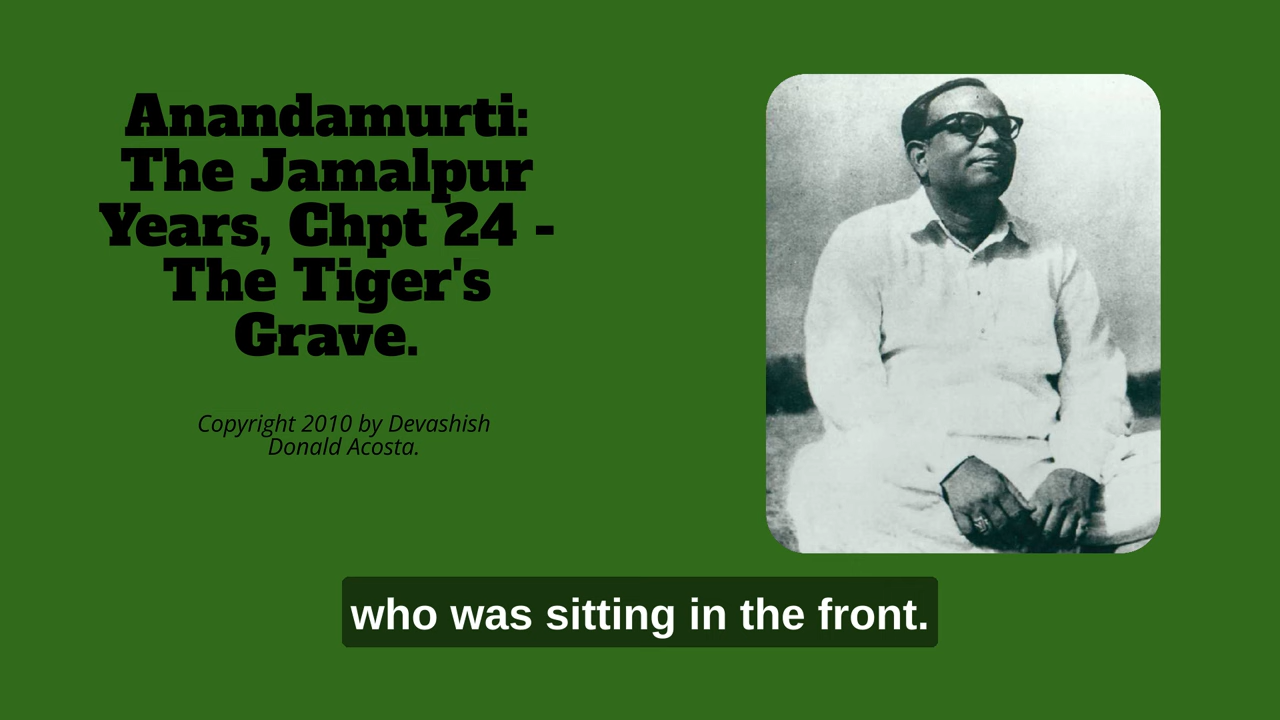 Anandamurti:
The Jamalpur
Years, Chpt 24 -
The Tiger's
Grave.
Copyright 2010 by Devashish
Donald Acosta.
who was sitting in the front.